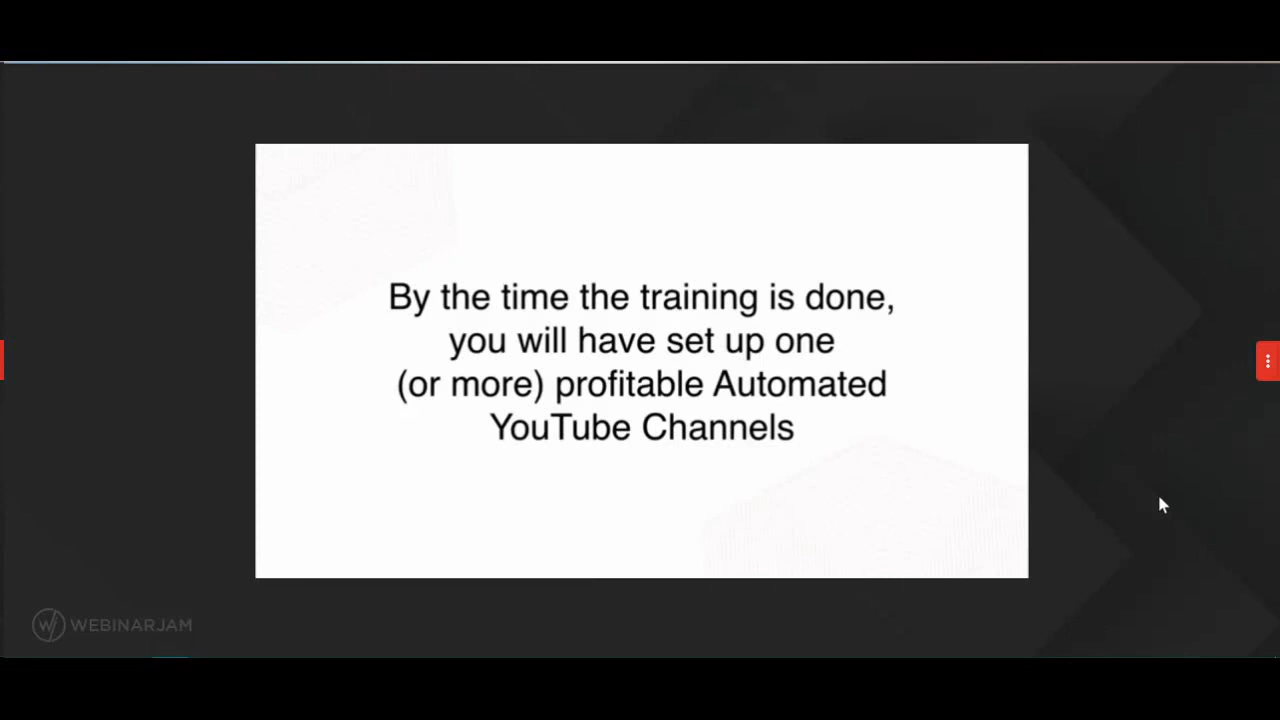 By the time the training is done,
you will have set up one
(or more) profitable Automated
YouTube Channels
WEBINARJAM